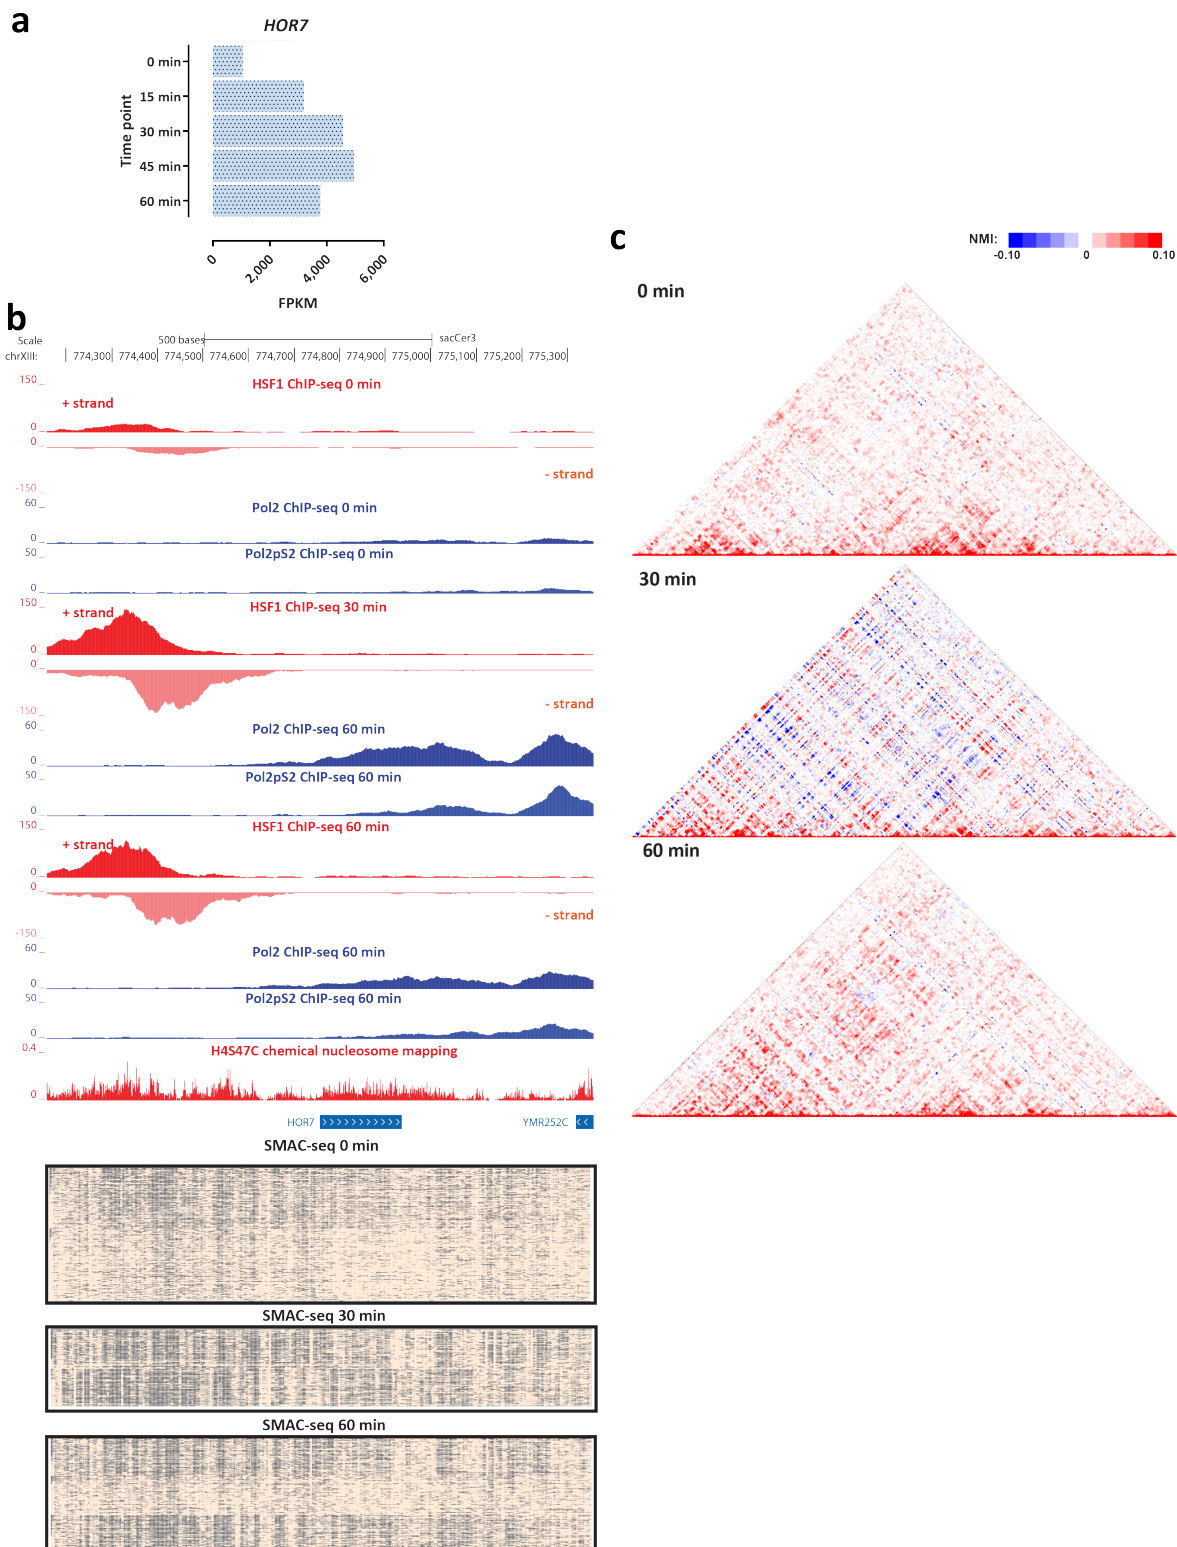 a
HOR7
Time point
0 min
15 min
30 min
45 min
60 min
0 2,000 4,000 6,000
FPKM
b
Scale 500 bases sacCer3
chrXIII: 774,300 774,400 774,500 774,600 774,700 774,800 774,900 775,000 775,100 775,200 775,300
150 HSF1 ChIP-seq 0 min
+ strand
0
0
- strand
-150
60 Pol2 ChIP-seq 0 min
0
50 Pol2pS2 ChIP-seq 0 min
0
150 HSF1 ChIP-seq 30 min
+ strand
0
0
- strand
-150
60 Pol2 ChIP-seq 60 min
0
50 Pol2pS2 ChIP-seq 60 min
0
150 HSF1 ChIP-seq 60 min
+ strand
0
0
- strand
-150
60 Pol2 ChIP-seq 60 min
0
50 Pol2pS2 ChIP-seq 60 min
0
0.4 H4S47C chemical nucleosome mapping
0
HOR7 YMR252C
SMAC-seq 0 min
SMAC-seq 30 min
SMAC-seq 60 min
c
NMI:
-0.10 0 0.10
0 min
30 min
60 min